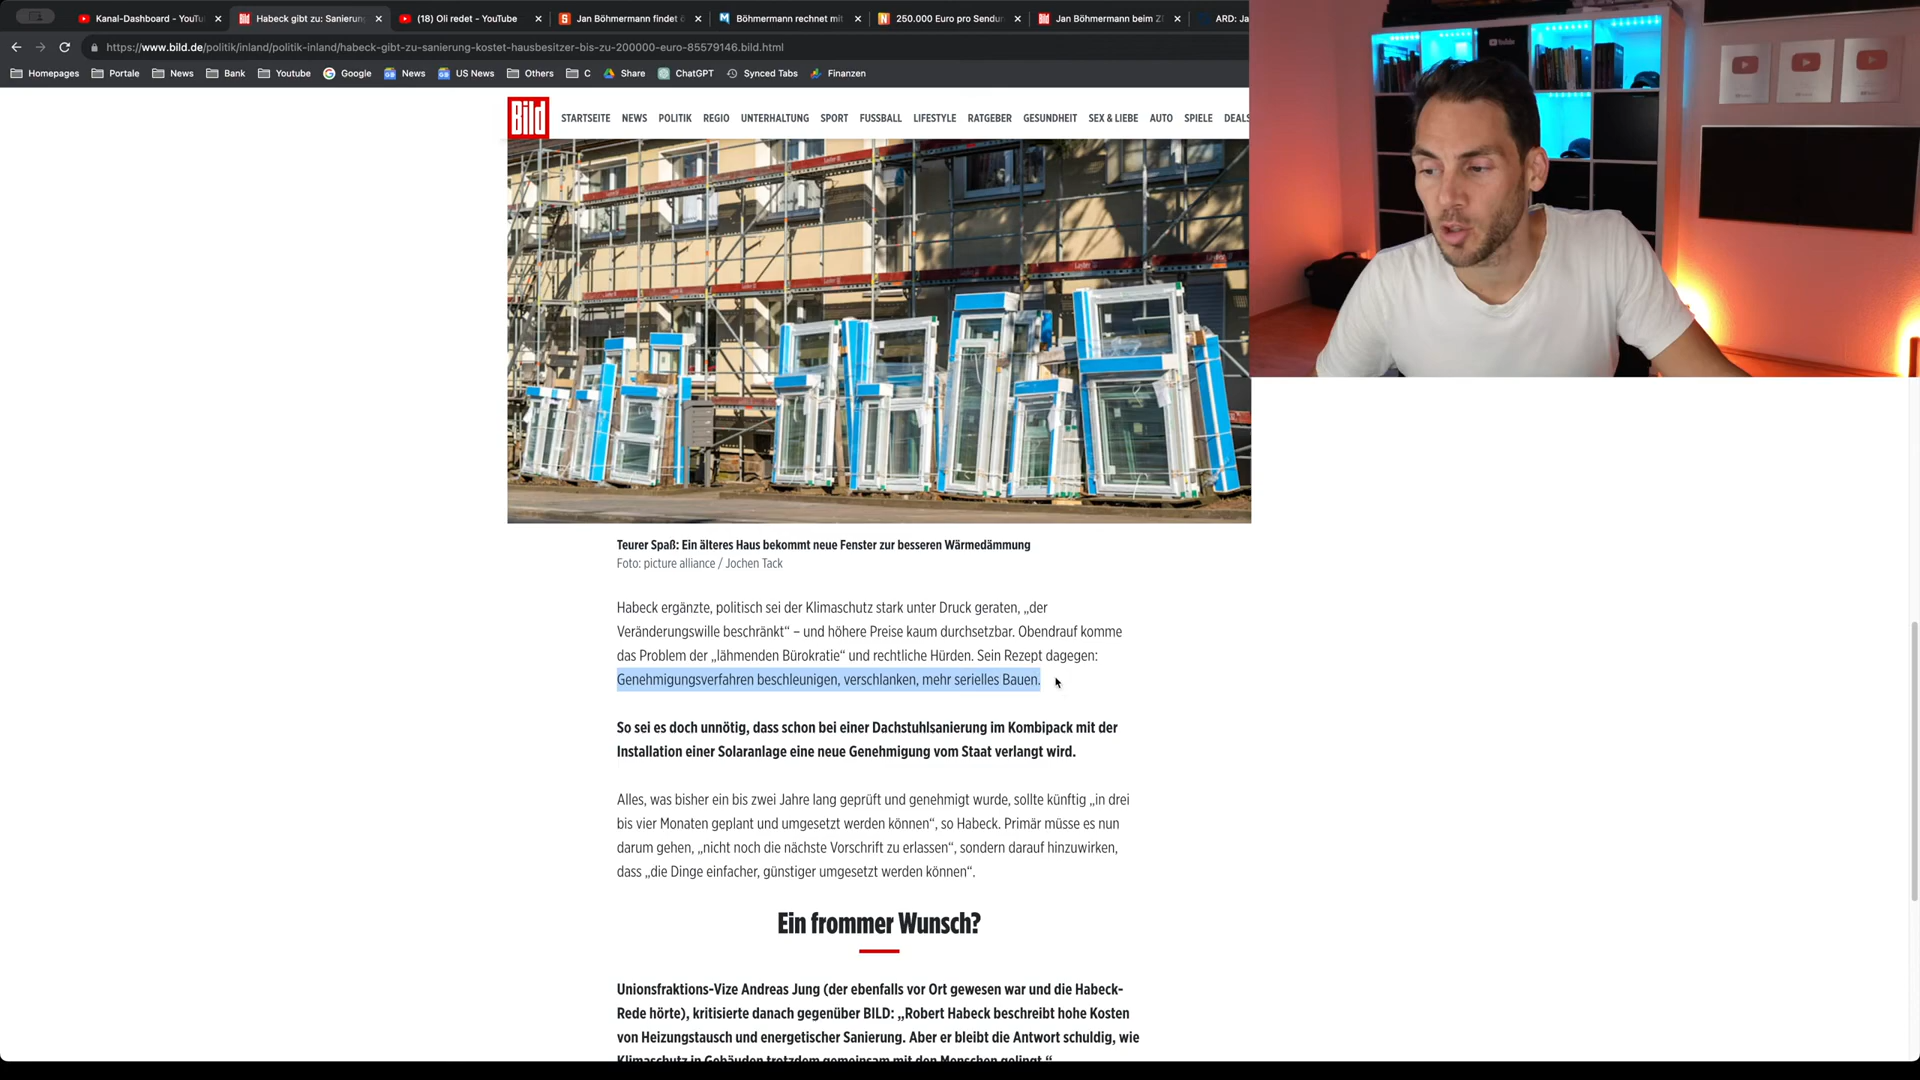 Kanal-Dashboard - YouTu
Habeck gibt zu: Sanierung
(18) Oli redet - YouTube
Jan Böhmermann findet
Böhmermann rechnet mit
250.000 Euro pro Sendun
Jan Böhmermann beim Z
ARD: Ja
https://www.bild.de/politik/inland/politik-inland/habeck-gibt-zu-sanierung-kostet-hausbesitzer-bis-zu-200000-euro-85579146.bild.html
Homepages Portale News Bank Youtube Google News US News Others C Share ChatGPT Synced Tabs Finanzen
Bild STARTSEITE NEWS POLITIK REGIO UNTERHALTUNG SPORT FUSSBALL LIFESTYLE RATGEBER GESUNDHEIT SEX & LIEBE AUTO SPIELE DEALS
YouTube
Teurer Spaß: Ein älteres Haus bekommt neue Fenster zur besseren Wärmedämmung
Foto: picture alliance / Jochen Tack
Habeck ergänzte, politisch sei der Klimaschutz stark unter Druck geraten, „der
Veränderungswille beschränkt“ – und höhere Preise kaum durchsetzbar. Obendrauf komme
das Problem der „lähmenden Bürokratie“ und rechtliche Hürden. Sein Rezept dagegen:
Genehmigungsverfahren beschleunigen, verschlanken, mehr serielles Bauen.
So sei es doch unnötig, dass schon bei einer Dachstuhlsanierung im Kombipack mit der
Installation einer Solaranlage eine neue Genehmigung vom Staat verlangt wird.
Alles, was bisher ein bis zwei Jahre lang geprüft und genehmigt wurde, sollte künftig „in drei
bis vier Monaten geplant und umgesetzt werden können“, so Habeck. Primär müsse es nun
darum gehen, „nicht noch die nächste Vorschrift zu erlassen“, sondern darauf hinzuwirken,
dass „die Dinge einfacher, günstiger umgesetzt werden können“.
Ein frommer Wunsch?
Unionsfraktions-Vize Andreas Jung (der ebenfalls vor Ort gewesen war und die Habeck-
Rede hörte), kritisierte danach gegenüber BILD: „Robert Habeck beschreibt hohe Kosten
von Heizungstausch und energetischer Sanierung. Aber er bleibt die Antwort schuldig, wie
Klimaschutz in Gebäuden trotzdem gemeinsam mit den Menschen gelingt.“